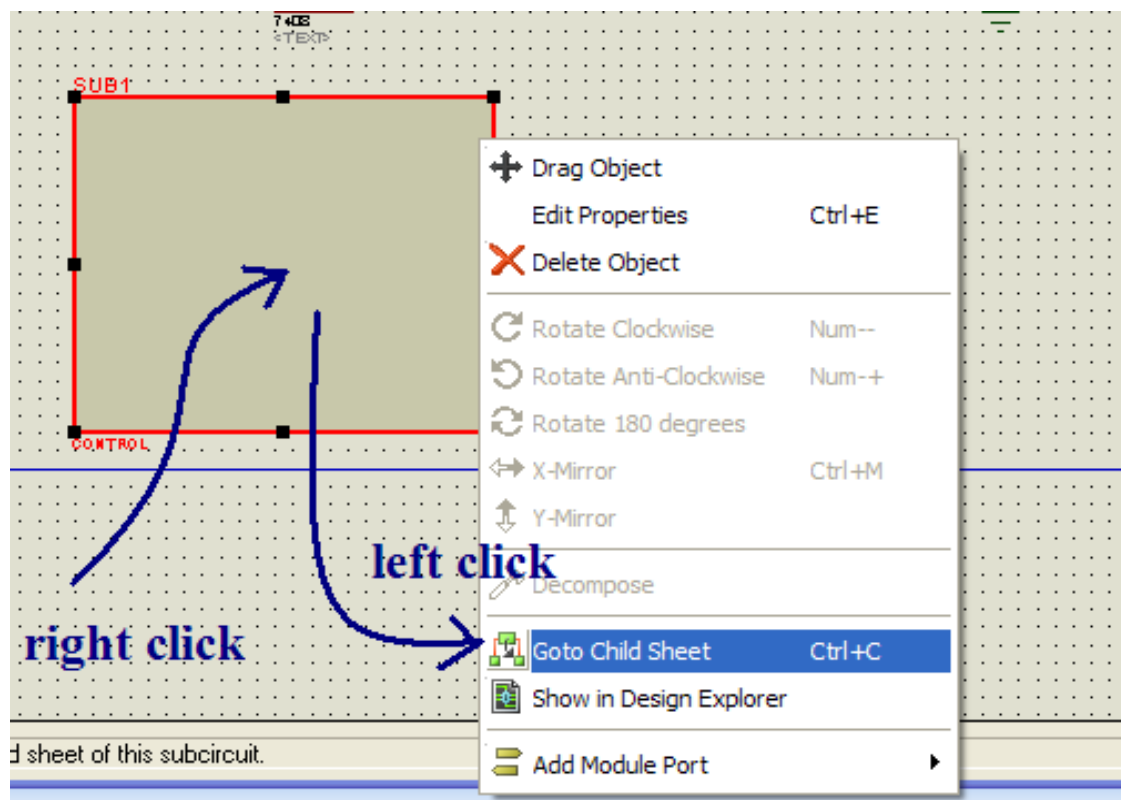 7408
<TEXT>
SUB1
CONTROL
Drag Object
Edit Properties Ctrl+E
Delete Object
Rotate Clockwise Num--
Rotate Anti-Clockwise Num-+
Rotate 180 degrees
X-Mirror Ctrl+M
Y-Mirror
Decompose
Goto Child Sheet Ctrl+C
Show in Design Explorer
Add Module Port
right click
left click
d sheet of this subcircuit.